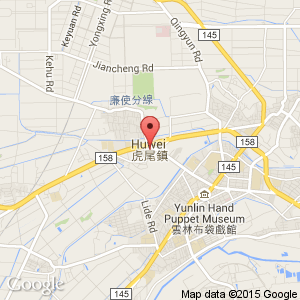 Qingyun Rd
145
Yongxing Rd
Keyuan Rd
Kehu Rd
Jiancheng Rd
廉使分線
158
Huwei
虎尾鎮
158
145
Yunlin Hand
Puppet Museum
雲林布袋戲館
Lide Rd
145
145
Map data ©2015 Google